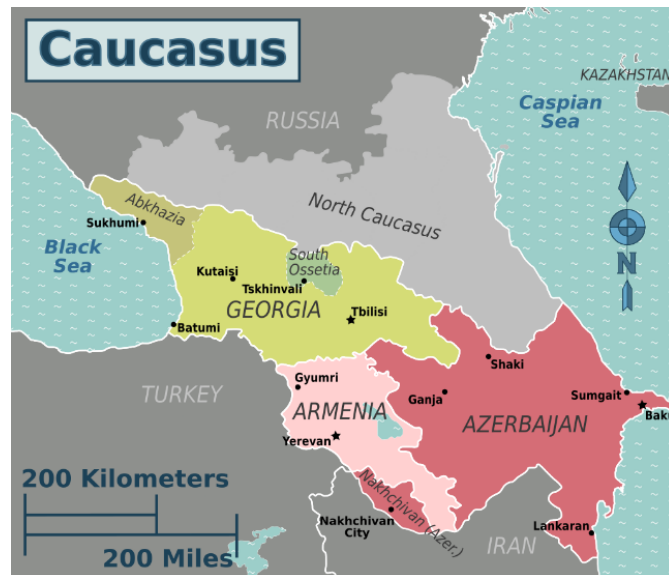 Caucasus
KAZAKHSTAN
Caspian
Sea
RUSSIA
North Caucasus
Abkhazia
Sukhumi
Black
Sea
South
Ossetia
Kutaisi
Tskhinvali
GEORGIA
Tbilisi
Batumi
N
Shaki
TURKEY
Gyumri
Ganja
Sumgait
ARMENIA
AZERBAIJAN
Baku
Yerevan
200 Kilometers
Nakhchivan (Azer.)
Nakhchivan
City
Lankaran
IRAN
200 Miles